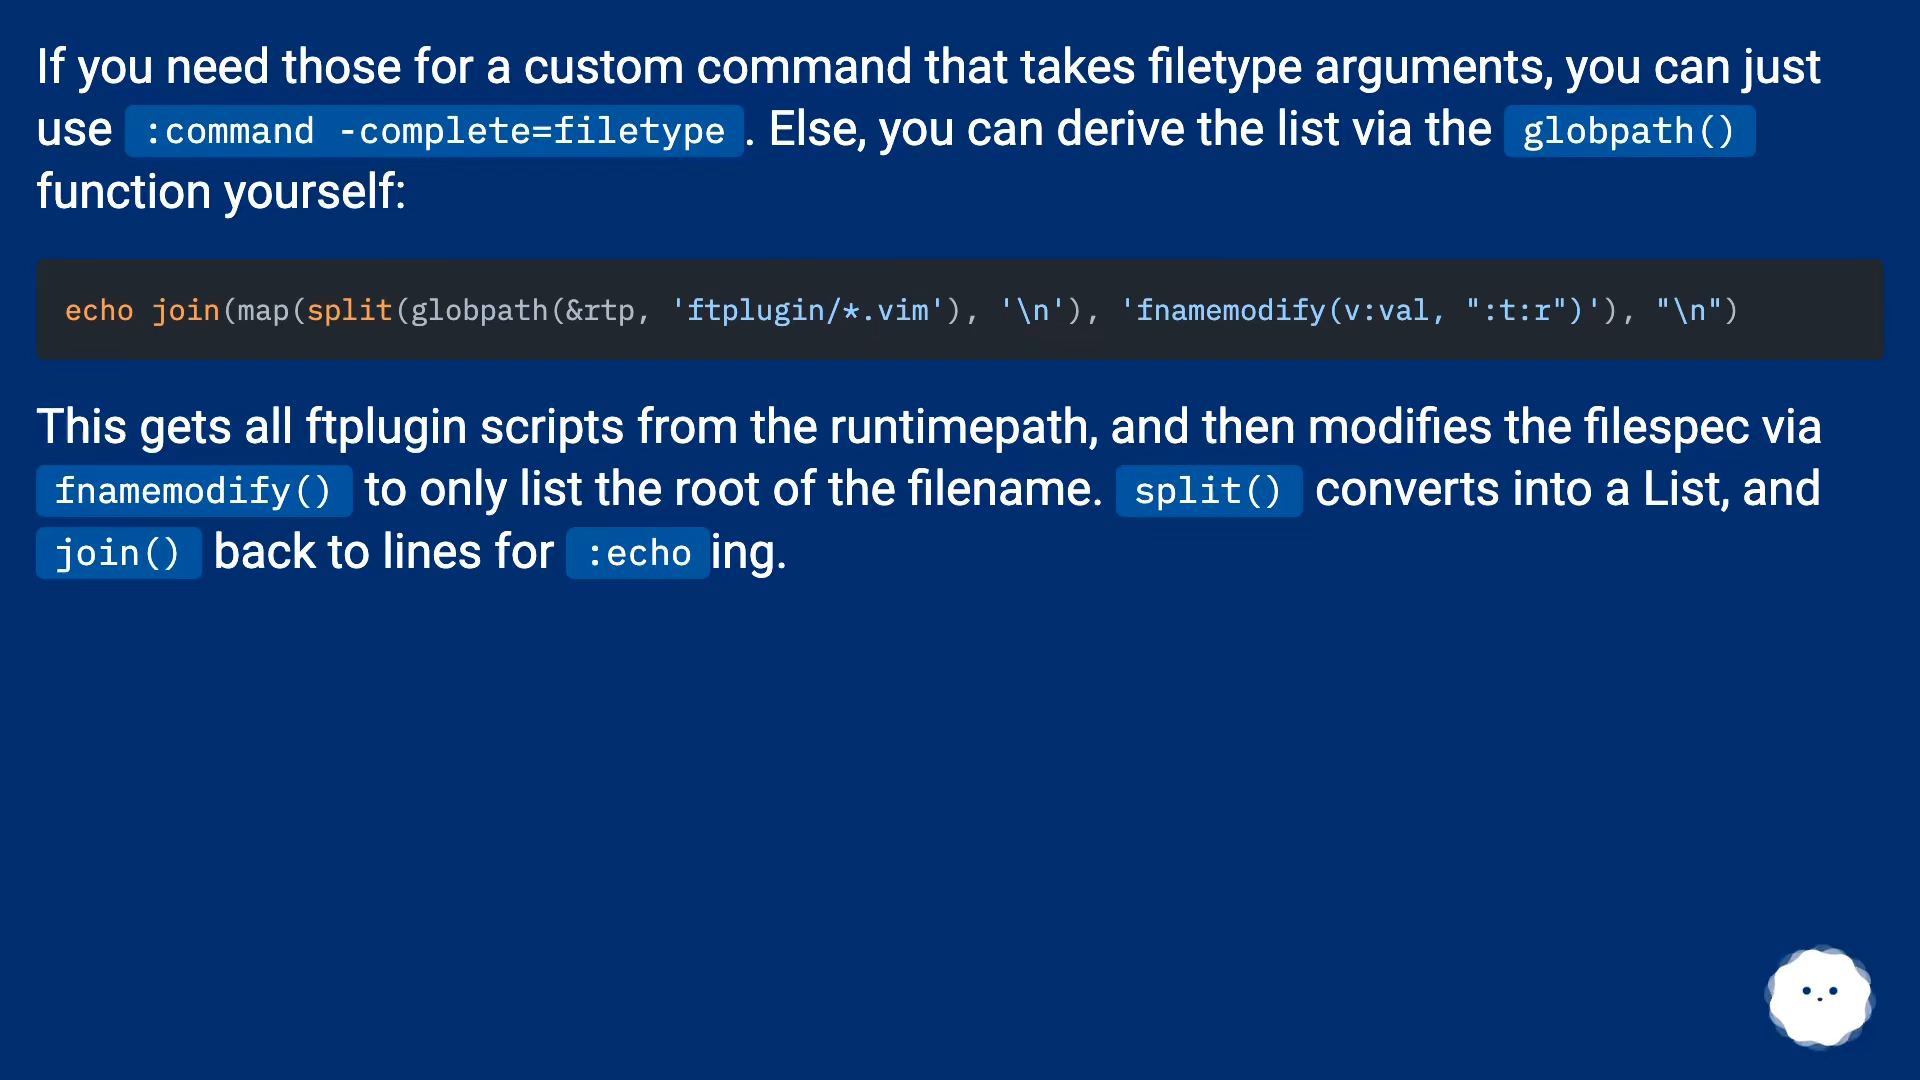 If you need those for a custom command that takes filetype arguments, you can just
use :command -complete=filetype. Else, you can derive the list via the globpath()
function yourself:
echo join(map(split(globpath(&rtp, 'ftplugin/*.vim'), '\n'), 'fnamemodify(v:val, ":t:r")'), "\n")
This gets all ftplugin scripts from the runtimepath, and then modifies the filespec via
fnamemodify() to only list the root of the filename. split() converts into a List, and
join() back to lines for :echoing.